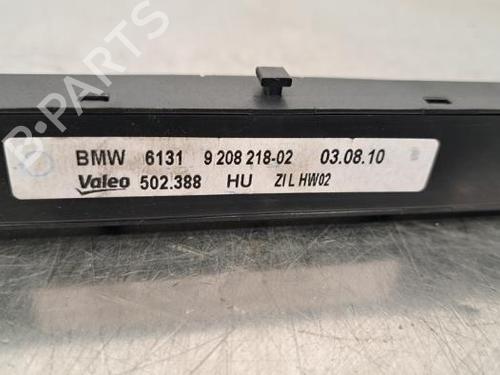 B-PARTS
BMW 6131 9 208 218-02 03.08.10
Valeo 502.388 HU ZI L HW02